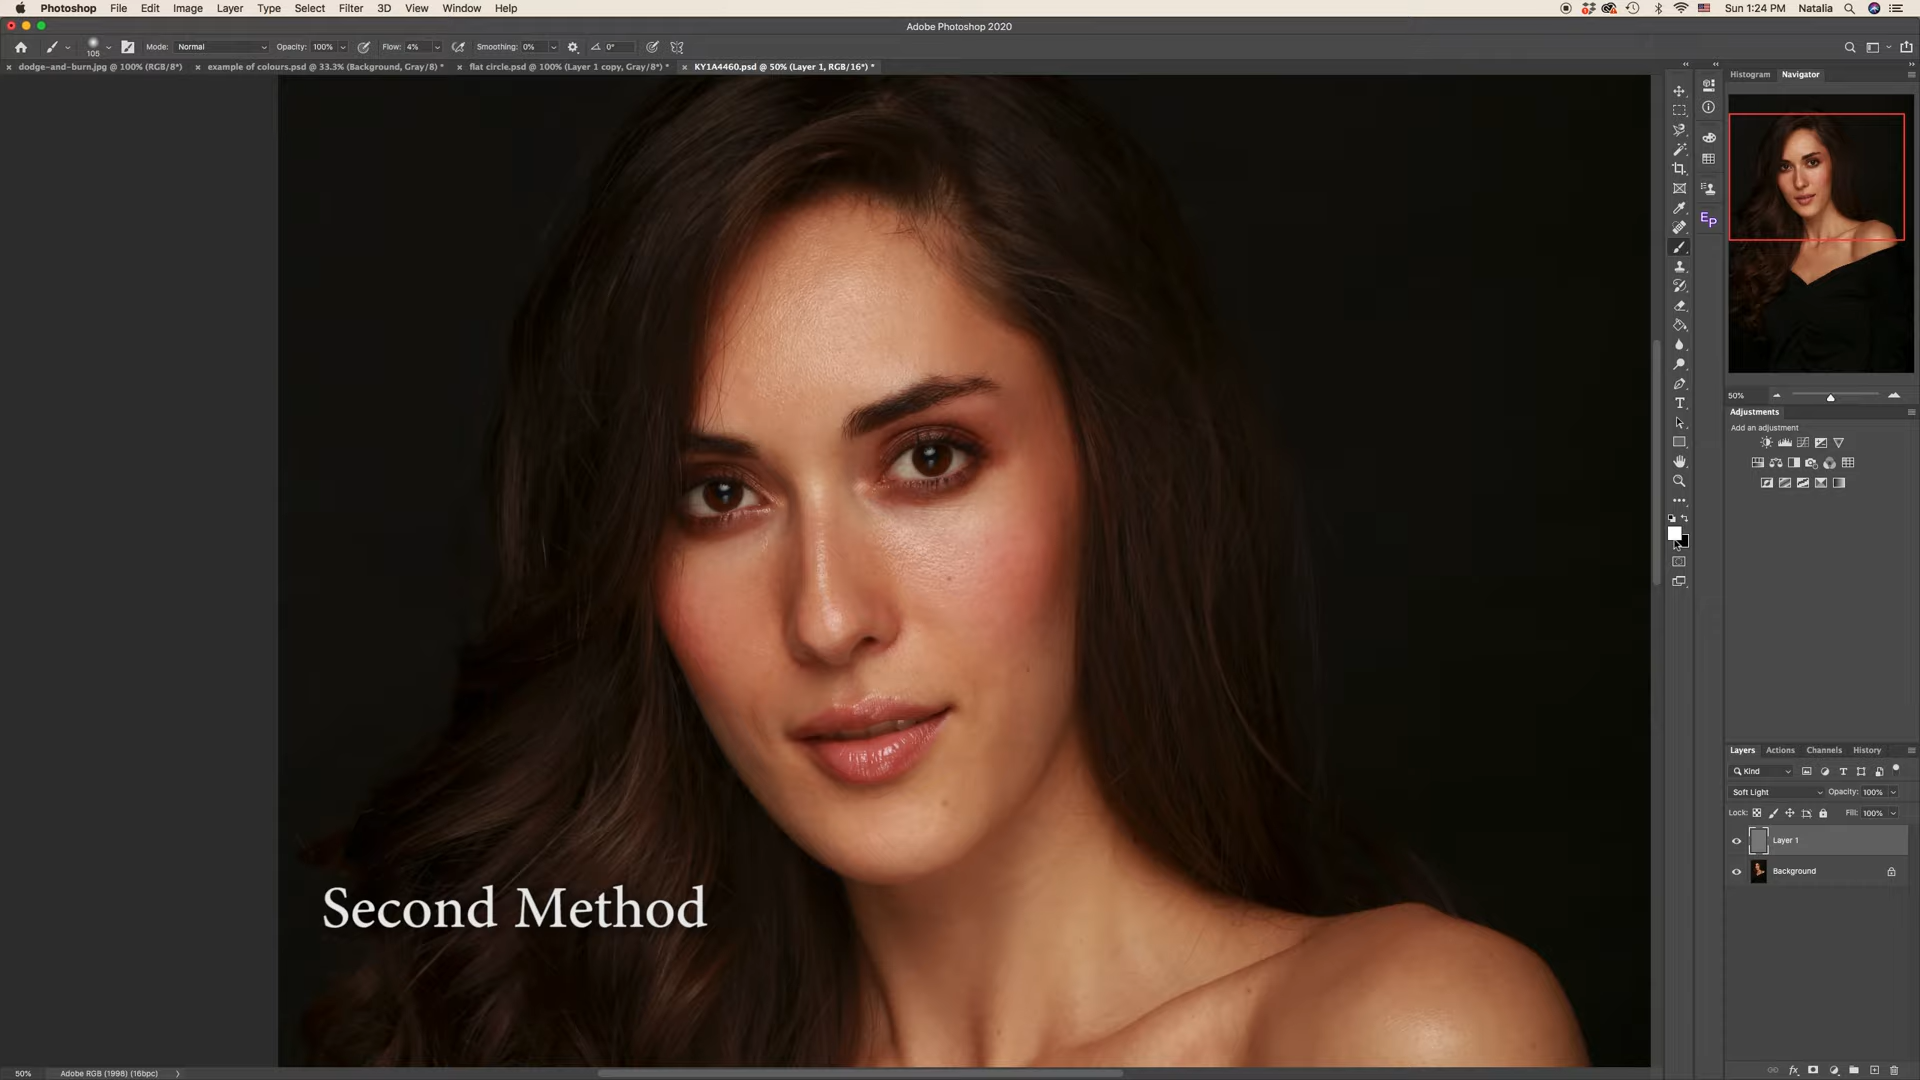 Photoshop File Edit Image Layer Type Select Filter 3D View Window Help
Sun 1:24 PM Natalia
Adobe Photoshop 2020
105 Mode: Normal Opacity: 100% Flow: 4% Smoothing: 0% 0°
dodge-and-burn.jpg @ 100% (RGB/8*) example of colours.psd @ 33.3% (Background, Gray/8) * flat circle.psd @ 100% (Layer 1 copy, Gray/8*) * KY1A4460.psd @ 50% (Layer 1, RGB/16*) *
Histogram Navigator
EP
50%
Adjustments
Add an adjustment
Layers Actions Channels History
Kind
Soft Light Opacity: 100%
Lock: Fill: 100%
Layer 1
Background
Second Method
50% Adobe RGB (1998) (16bpc)